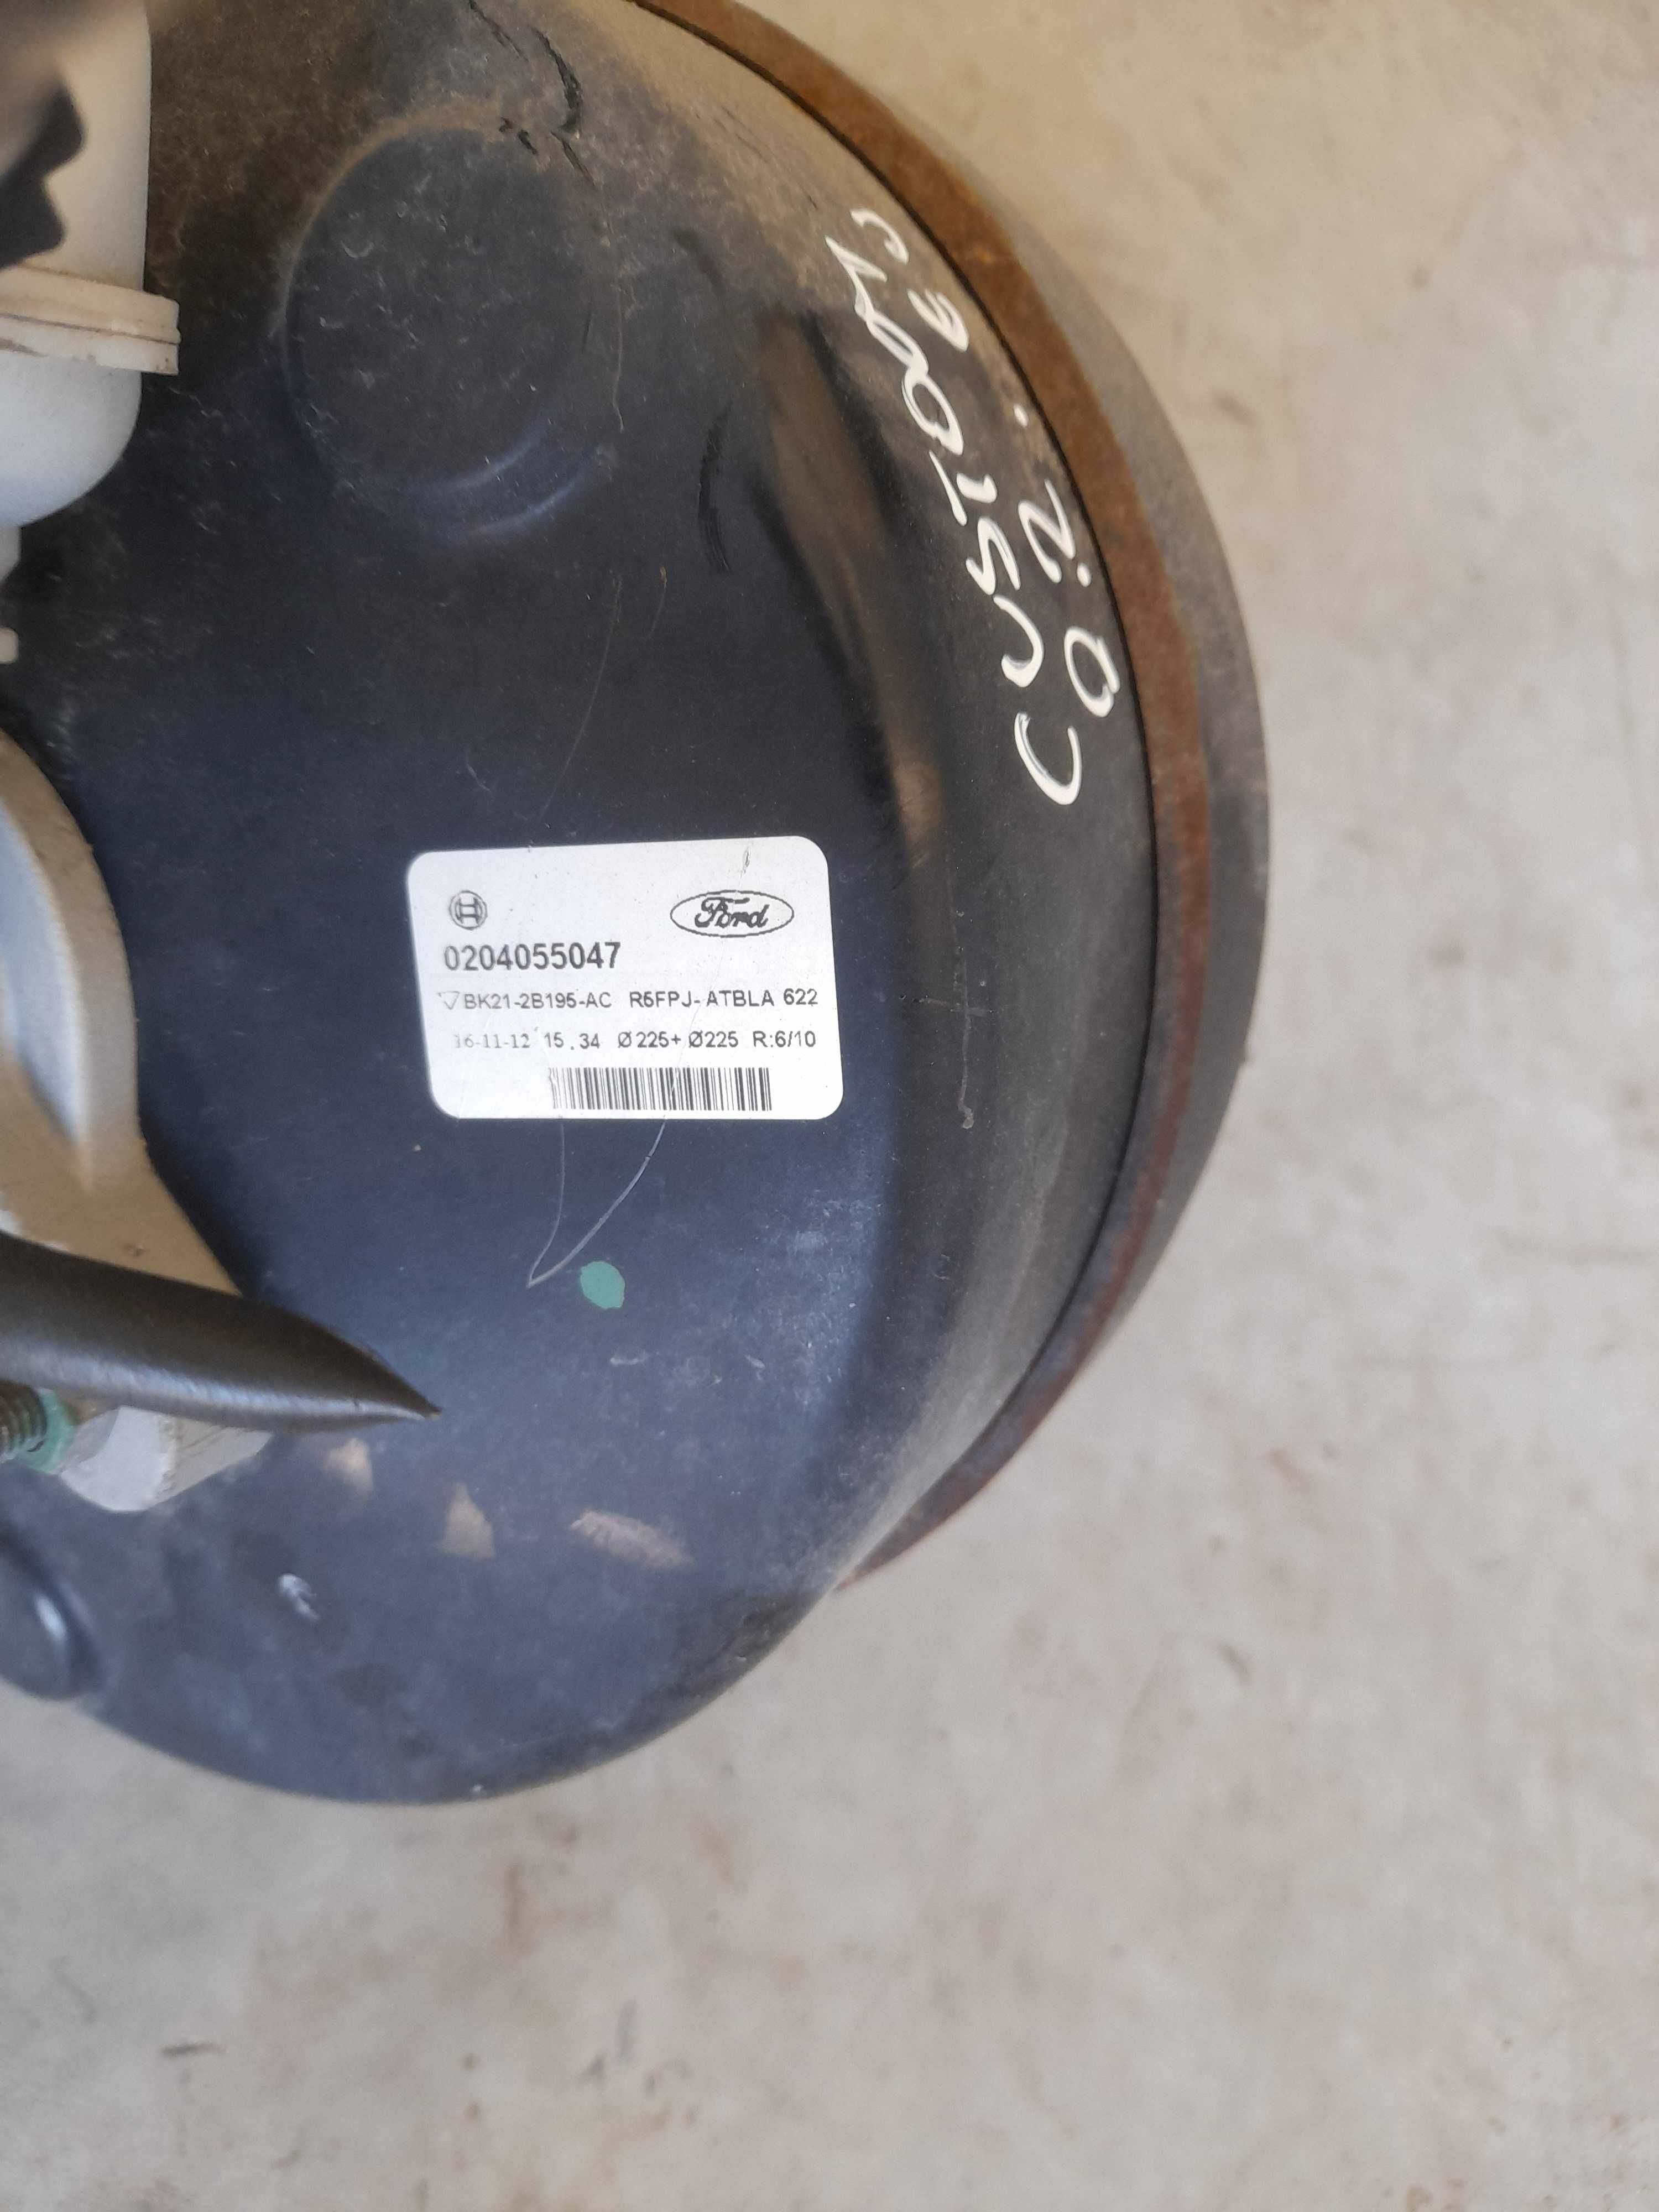 Ford
0204055047
BK21-2B195-AC R5FPJ-ATBLA 622
16-11-12 15.34 Ø225+Ø225 R:6/10
CUSTOM